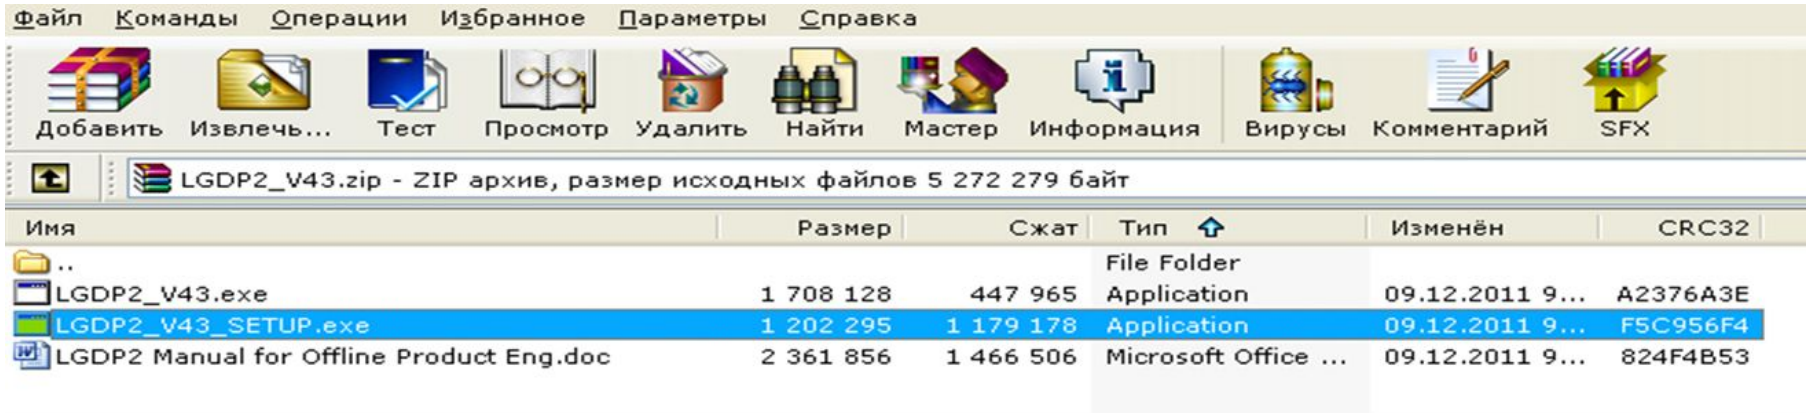 Файл Команды Операции Избранное Параметры Справка
Добавить Извлечь... Тест Просмотр Удалить Найти Мастер Информация Вирусы Комментарий SFX
LGDP2_V43.zip - ZIP архив, размер исходных файлов 5 272 279 байт
Имя Размер Сжат Тип Изменён CRC32
.. File Folder
LGDP2_V43.exe 1 708 128 447 965 Application 09.12.2011 9... A2376A3E
LGDP2_V43_SETUP.exe 1 202 295 1 179 178 Application 09.12.2011 9... F5C956F4
LGDP2 Manual for Offline Product Eng.doc 2 361 856 1 466 506 Microsoft Office ... 09.12.2011 9... 824F4B53